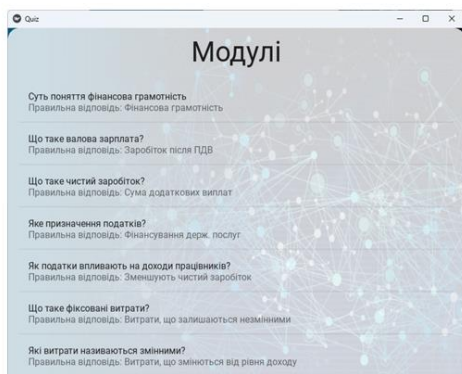 Quiz
Модулі
Суть поняття фінансова грамотність
Правильна відповідь: Фінансова грамотність
Що таке валова зарплата?
Правильна відповідь: Заробіток після ПДВ
Що таке чистий заробіток?
Правильна відповідь: Сума додаткових виплат
Яке призначення податків?
Правильна відповідь: Фінансування держ. послуг
Як податки впливають на доходи працівників?
Правильна відповідь: Зменшують чистий заробіток
Що таке фіксовані витрати?
Правильна відповідь: Витрати, що залишаються незмінними
Які витрати називаються змінними?
Правильна відповідь: Витрати, що змінються від рівня доходу